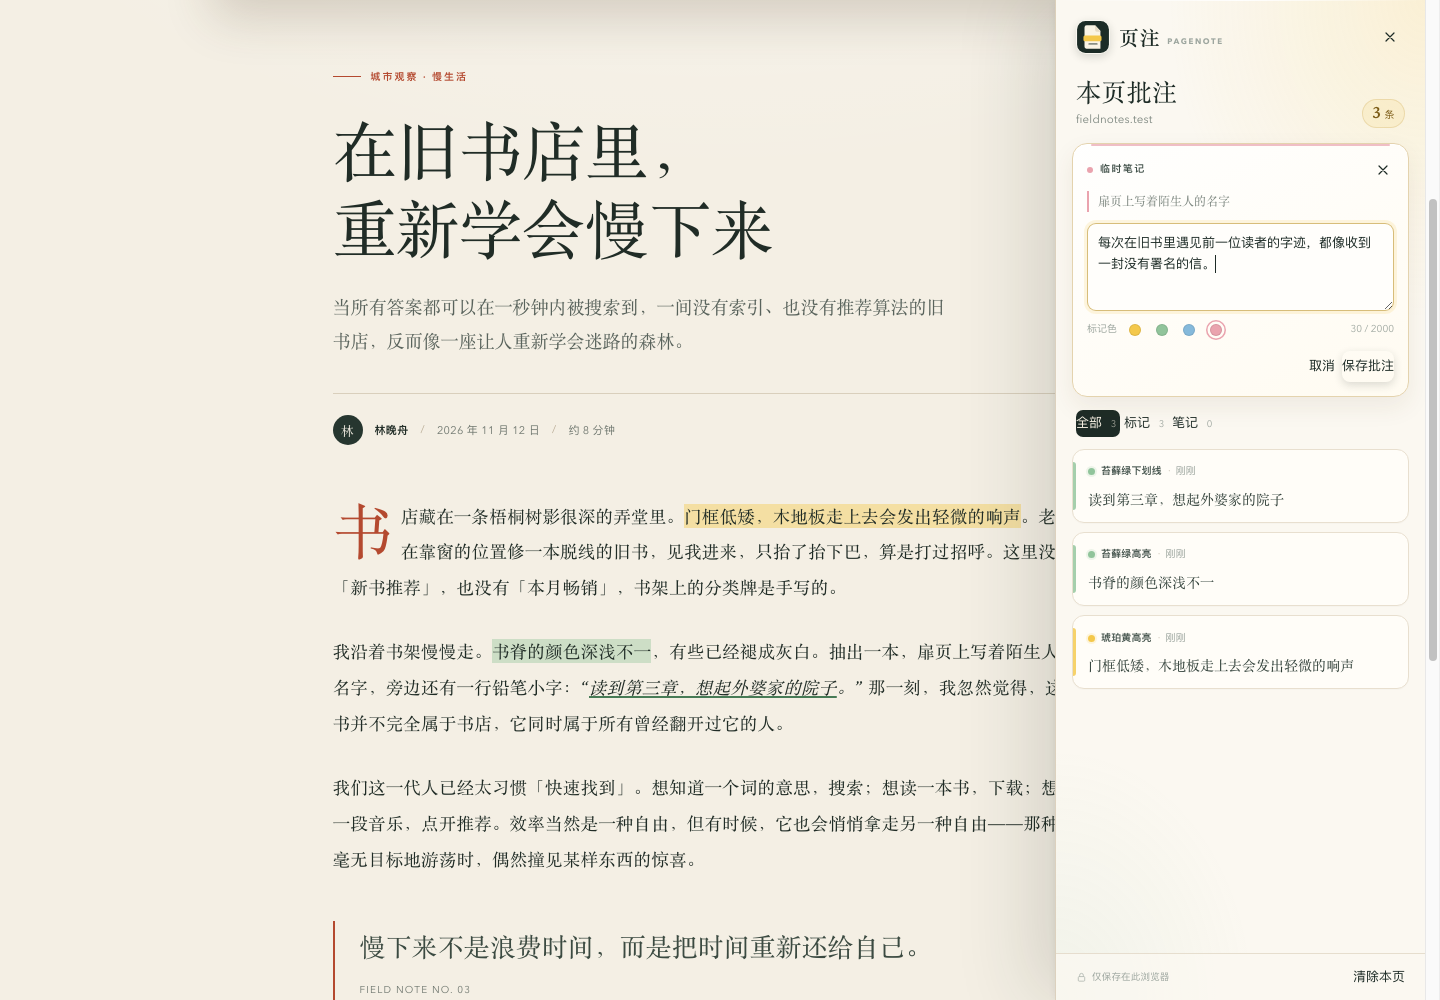 城市观察 · 慢生活
在旧书店里，
重新学会慢下来
当所有答案都可以在一秒钟内被搜索到，一间没有索引、也没有推荐算法的旧
书店，反而像一座让人重新学会迷路的森林。
林 林晚舟 / 2026 年 11 月 12 日 / 约 8 分钟
书店藏在一条梧桐树影很深的弄堂里。门框低矮，木地板走上去会发出轻微的响声。老
在靠窗的位置修一本脱线的旧书，见我进来，只抬了抬下巴，算是打过招呼。这里没
「新书推荐」，也没有「本月畅销」，书架上的分类牌是手写的。
我沿着书架慢慢走。书脊的颜色深浅不一，有些已经褪成灰白。抽出一本，扉页上写着陌生人
名字，旁边还有一行铅笔小字：“读到第三章，想起外婆家的院子。”那一刻，我忽然觉得，这
书并不完全属于书店，它同时属于所有曾经翻开过它的人。
我们这一代人已经太习惯「快速找到」。想知道一个词的意思，搜索；想读一本书，下载；想
一段音乐，点开推荐。效率当然是一种自由，但有时候，它也会悄悄拿走另一种自由——那种
毫无目标地游荡时，偶然撞见某样东西的惊喜。
慢下来不是浪费时间，而是把时间重新还给自己。
FIELD NOTE NO. 03
页注 PAGENOTE
本页批注
fieldnotes.test
3 条
临时笔记
扉页上写着陌生人的名字
每次在旧书里遇见前一位读者的字迹，都像收到
一封没有署名的信。
标记色 30 / 2000
取消 保存批注
全部 3 标记 3 笔记 0
苔藓绿下划线 · 刚刚
读到第三章，想起外婆家的院子
苔藓绿高亮 · 刚刚
书脊的颜色深浅不一
琥珀黄高亮 · 刚刚
门框低矮，木地板走上去会发出轻微的响声
仅保存在此浏览器 清除本页